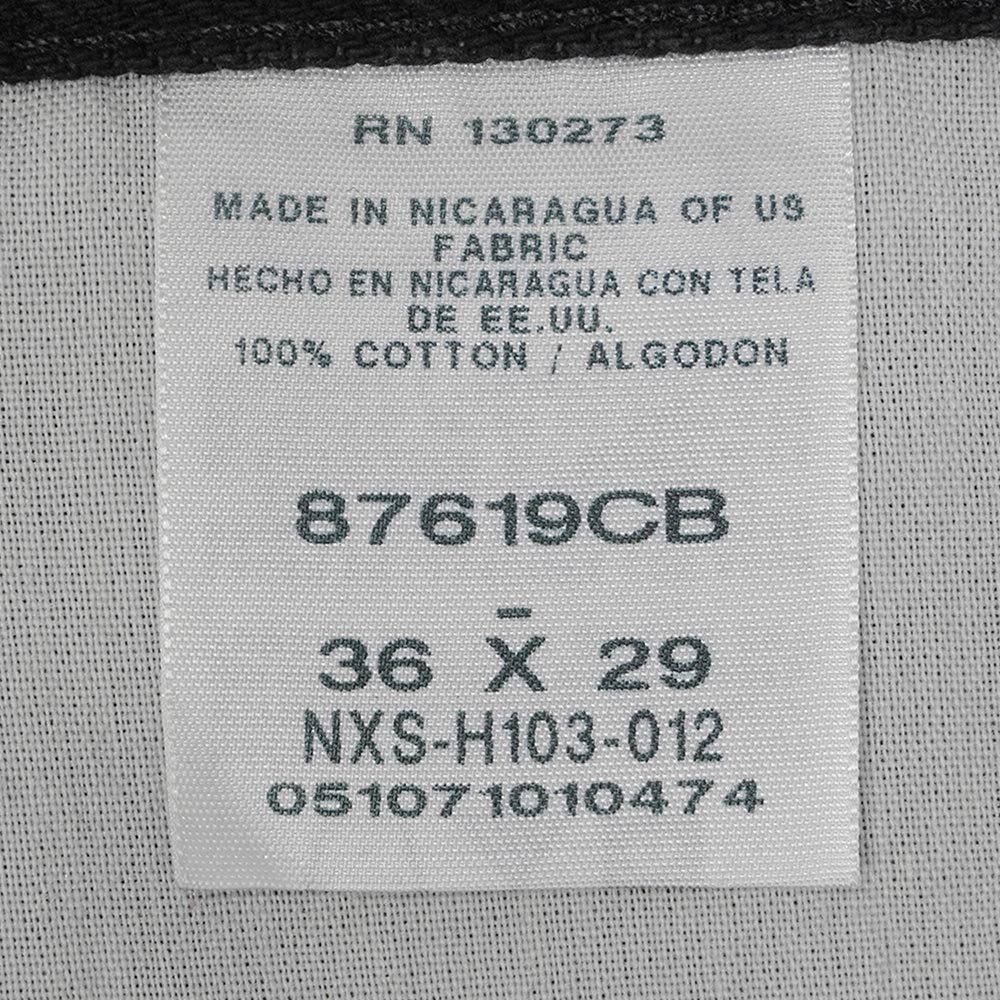 RN 130273
MADE IN NICARAGUA OF US
FABRIC
HECHO EN NICARAGUA CON TELA
DE EE.UU.
100% COTTON / ALGODON
87619CB
-
36 X 29
NXS-H103-012
051071010474